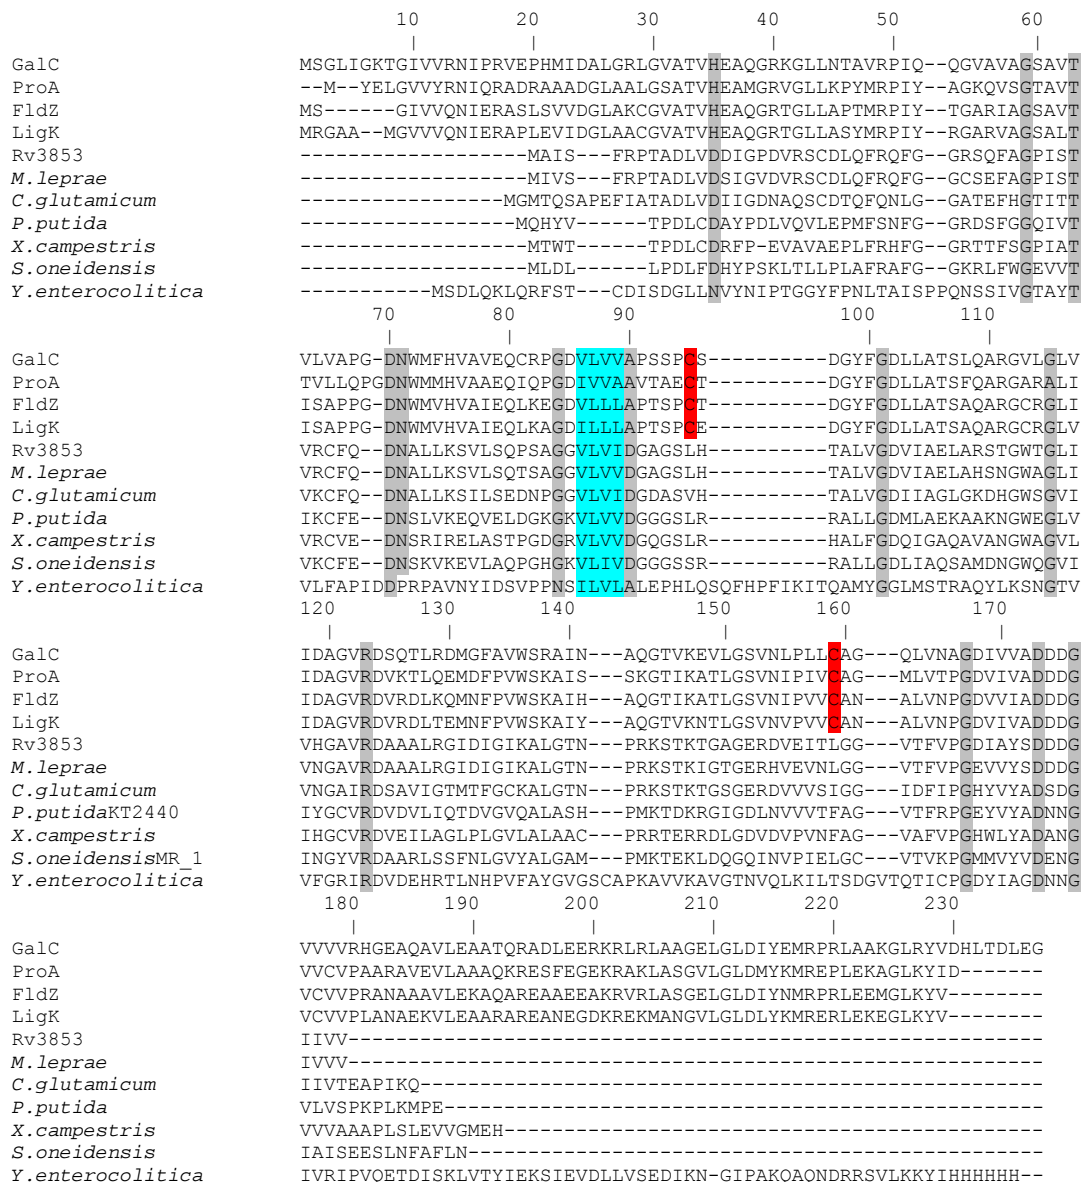 10 20 30 40 50 60
| | | | | |
GalC MSGLIGKTGIVVRNIPRVEPHMIDALGRLGVATVHEAQGRKGLLNTAVRPIQ--QGVAVAGSAVT
ProA --M--YELGVVYRNIQRADRAAADGLAALGSATVHEAMGRVGLLKPYMRPIY--AGKQVSGTAVT
FldZ MS------GIVVQNIERASLSVVDGLAKCGVATVHEAQGRTGLLAPTMRPIY--TGARIAGSAVT
LigK MRGAA--MGVVVQNIERAPLEVIDGLAACGVATVHEAQGRTGLLASYMRPIY--RGARVAGSALT
Rv3853 -------------------MAIS---FRPTADLVDDIGPDVRSCDLQFRQFG--GRSQFAGPIST
M.leprae -------------------MIVS---FRPTADLVDSIGVDVRSCDLQFRQFG--GCSEFAGPIST
C.glutamicum -----------------MGMTQSAPEFIATADLVDIIGDNAQSCDTQFQNLG--GATEFHGTITT
P.putida ------------------MQHYV-----TPDLCDAYPDLVQVLEPMFSNFG--GRDSFGGQIVT
X.campestris -------------------MTWT-----TPDLCDRFP-EVAVAEPLFRHFG--GRTTFSGPIAT
S.oneidensis -------------------MLDL-----LPDLFDHYPSKLTLLPLAFRAFG--GKRLFWGEVVT
Y.enterocolitica -----------MSDLQKLQRFST---CDISDGLLNVYNIPTGGYFPNLTAISPPQNSSIVGTAYT
70 80 90 100 110
| | | | |
GalC VLVAPG-DNWMFHVAVEQCRPGDVLVVAPSSPCS----------DGYFGDLLATSLQARGVLGLV
ProA TVLLQPGDNWMMHVAAEQIQPGDIVVAAVTAECT----------DGYFGDLLATSFQARGARALI
FldZ ISAPPG-DNWMVHVAIEQLKEGDVLLLAPTSPCT----------DGYFGDLLATSAQARGCRGLI
LigK ISAPPG-DNWMVHVAIEQLKAGDILLLAPTSPCE----------DGYFGDLLATSAQARGCRGLV
Rv3853 VRCFQ--DNALLKSVLSQPSAGGVLVIDGAGSLH----------TALVGDVIAELARSTGWTGLI
M.leprae VRCFQ--DNALLKSVLSQTSAGGVLVVDGAGSLH----------TALVGDVIAELAHSNGWAGLI
C.glutamicum VKCFQ--DNALLKSILSEDNPGGVLVIDGDASVH----------TALVGDIIAGLGKDHGWSGVI
P.putida IKCFE--DNSLVKEQVELDGKGKVLVVDGGGSLR----------RALLGDMLAEKAAKNGWEGLV
X.campestris VRCVE--DNSRIRELASTPGDGRVLVVDGQGSLR----------HALFGDQIGAQAVANGWAGVL
S.oneidensis VKCFE--DNSKVKEVLAQPGHGKVLIVDGGGSSR----------RALLGDLIAQSAMDNGWQGVI
Y.enterocolitica VLFAPIDDPRPAVNYIDSVPPNSILVLALEPHLQSQFHPFIKITQAMYGGLMSTRAQYLKSNGTV
120 130 140 150 160 170
| | | | | |
GalC IDAGVRDSQTLRDMGFAVWSRAIN---AQGTVKEVLGSVNLPLLCAG---QLVNAGDIVVADDDG
ProA IDAGVRDVKTLQEMDFPVWSKAIS---SKGTIKATLGSVNIPIVCAG---MLVTPGDVIVADDDG
FldZ IDAGVRDVRDLKQMNFPVWSKAIH---AQGTIKATLGSVNIPVVCAN---ALVNPGDVVIADDDG
LigK IDAGVRDVRDLTEMNFPVWSKAIY---AQGTVKNTLGSVNVPVVCAN---ALVNPGDVIVADDDG
Rv3853 VHGAVRDAAALRGIDIGIKALGTN---PRKSTKTGAGERDVEITLGG---VTFVPGDIAYSDDDG
M.leprae VNGAVRDAAALRGIDIGIKALGTN---PRKSTKIGTGERHVEVNLGG---VTFVPGEVVYSDDDG
C.glutamicum VNGAIRDSAVIGTMTFGCKALGTN---PRKSTKTGSGERDVVVSIGG---IDFIPGHYVYADSDG
P.putidaKT2440 IYGCVRDVDVLIQTDVGVQALASH---PMKTDKRGIGDLNVVVTFAG---VTFRPGEYVYADNNG
X.campestris IHGCVRDVEILAGLPLGVLALAAC---PRRTERRDLGDVDVPVNFAG---VAFVPGHWLYADANG
S.oneidensisMR_1 INGYVRDAARLSSFNLGVYALGAM---PMKTEKLDQGQINVPIELGC---VTVKPGMMVYVDENG
Y.enterocolitica VFGRIRDVDEHRTLNHPVFAYGVGSCAPKAVVKAVGTNVQLKILTSDGVTQTICPGDYIAGDNNG
180 190 200 210 220 230
| | | | | |
GalC VVVVRHGEAQAVLEAATQRADLEERKRLRLAAGELGLDIYEMRPRLAAKGLRYVDHLTDLEG
ProA VVCVPAARAVEVLAAAQKRESFEGEKRAKLASGVLGLDMYKMREPLEKAGLKYID-------
FldZ VCVVPRANAAAVLEKAQAREAAEEAKRVRLASGELGLDIYNMRPRLEEMGLKYV--------
LigK VCVVPLANAEKVLEAARAREANEGDKREKMANGVLGLDLYKMRERLEKEGLKYV--------
Rv3853 IIVV----------------------------------------------------------
M.leprae IVVV----------------------------------------------------------
C.glutamicum IIVTEAPIKQ----------------------------------------------------
P.putida VLVSPKPLKMPE--------------------------------------------------
X.campestris VVVAAAPLSLEVVGMEH---------------------------------------------
S.oneidensis IAISEESLNFAFLN------------------------------------------------
Y.enterocolitica IVRIPVQETDISKLVTYIEKSIEVDLLVSEDIKN-GIPAKQAQNDRRSVLKKYIHHHHHH--